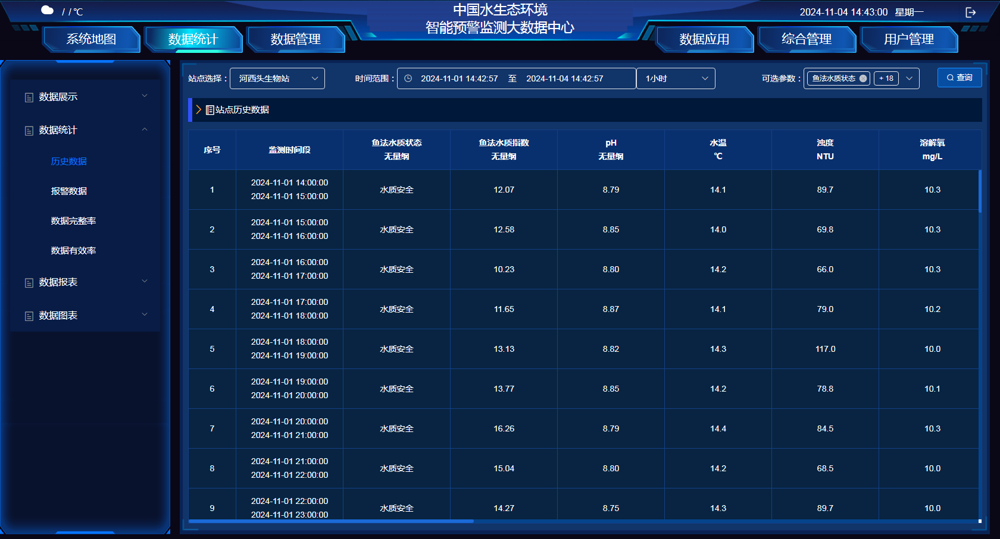 / / ℃
中国水生态环境
智能预警监测大数据中心
2024-11-04 14:43:00 星期一
系统地图
数据统计
数据管理
数据应用
综合管理
用户管理
数据展示
数据统计
历史数据
报警数据
数据完整率
数据有效率
数据报表
数据图表
站点选择： 河西头生物站 时间范围： 2024-11-01 14:42:57 至 2024-11-04 14:42:57 1小时 可选参数： 鱼法水质状态 + 18 查询
站点历史数据
序号 监测时间段 鱼法水质状态 鱼法水质指数 pH 水温 浊度 溶解氧
无量纲 无量纲 无量纲 ℃ NTU mg/L
1 2024-11-01 14:00:00 水质安全 12.07 8.79 14.1 89.7 10.3
2024-11-01 15:00:00
2 2024-11-01 15:00:00 水质安全 12.58 8.85 14.0 69.8 10.3
2024-11-01 16:00:00
3 2024-11-01 16:00:00 水质安全 10.23 8.80 14.2 66.0 10.3
2024-11-01 17:00:00
4 2024-11-01 17:00:00 水质安全 11.65 8.87 14.1 79.0 10.2
2024-11-01 18:00:00
5 2024-11-01 18:00:00 水质安全 13.13 8.82 14.3 117.0 10.0
2024-11-01 19:00:00
6 2024-11-01 19:00:00 水质安全 13.77 8.85 14.2 78.8 10.1
2024-11-01 20:00:00
7 2024-11-01 20:00:00 水质安全 16.26 8.79 14.4 84.5 10.3
2024-11-01 21:00:00
8 2024-11-01 21:00:00 水质安全 15.04 8.80 14.2 68.5 10.0
2024-11-01 22:00:00
9 2024-11-01 22:00:00 水质安全 14.27 8.75 14.3 89.7 10.0
2024-11-01 23:00:00